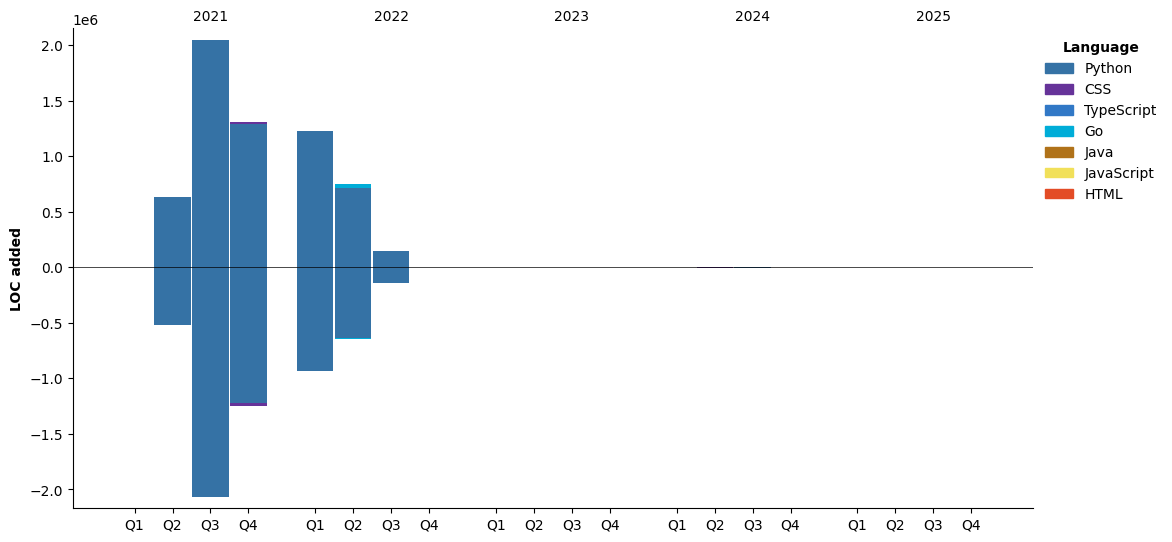 1e6
2021 2022 2023 2024 2025
2.0
1.5
1.0
0.5
0.0
−0.5
−1.0
−1.5
−2.0
LOC added
Q1 Q2 Q3 Q4 Q1 Q2 Q3 Q4 Q1 Q2 Q3 Q4 Q1 Q2 Q3 Q4 Q1 Q2 Q3 Q4
Language
Python
CSS
TypeScript
Go
Java
JavaScript
HTML